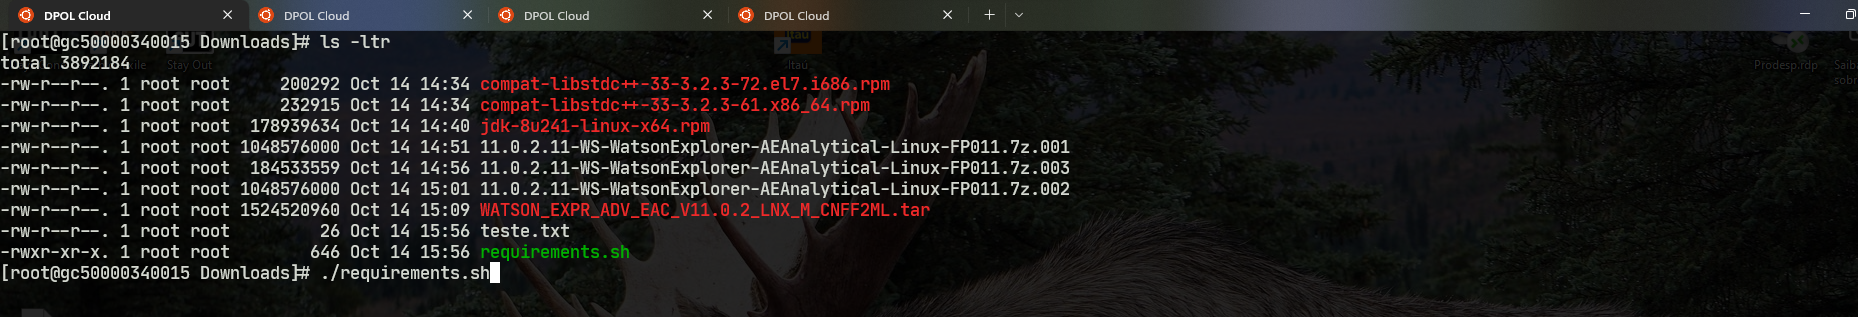 DPOL Cloud DPOL Cloud DPOL Cloud DPOL Cloud
[root@gc50000340015 Downloads]# ls -ltr
Itaú
total 3892184
Stay Out
Itau
Prodesp.rdp
-rw-r--r--. 1 root root 200292 Oct 14 14:34 compat-libstdc++-33-3.2.3-72.el7.i686.rpm
-rw-r--r--. 1 root root 232915 Oct 14 14:34 compat-libstdc++-33-3.2.3-61.x86_64.rpm
-rw-r--r--. 1 root root 178939634 Oct 14 14:40 jdk-8u241-linux-x64.rpm
-rw-r--r--. 1 root root 1048576000 Oct 14 14:51 11.0.2.11-WS-WatsonExplorer-AEAnalytical-Linux-FP011.7z.001
-rw-r--r--. 1 root root 184533559 Oct 14 14:56 11.0.2.11-WS-WatsonExplorer-AEAnalytical-Linux-FP011.7z.003
-rw-r--r--. 1 root root 1048576000 Oct 14 15:01 11.0.2.11-WS-WatsonExplorer-AEAnalytical-Linux-FP011.7z.002
-rw-r--r--. 1 root root 1524520960 Oct 14 15:09 WATSON_EXPR_ADV_EAC_V11.0.2_LNX_M_CNFF2ML.tar
-rw-r--r--. 1 root root 26 Oct 14 15:56 teste.txt
-rwxr-xr-x. 1 root root 646 Oct 14 15:56 requirements.sh
[root@gc50000340015 Downloads]# ./requirements.sh